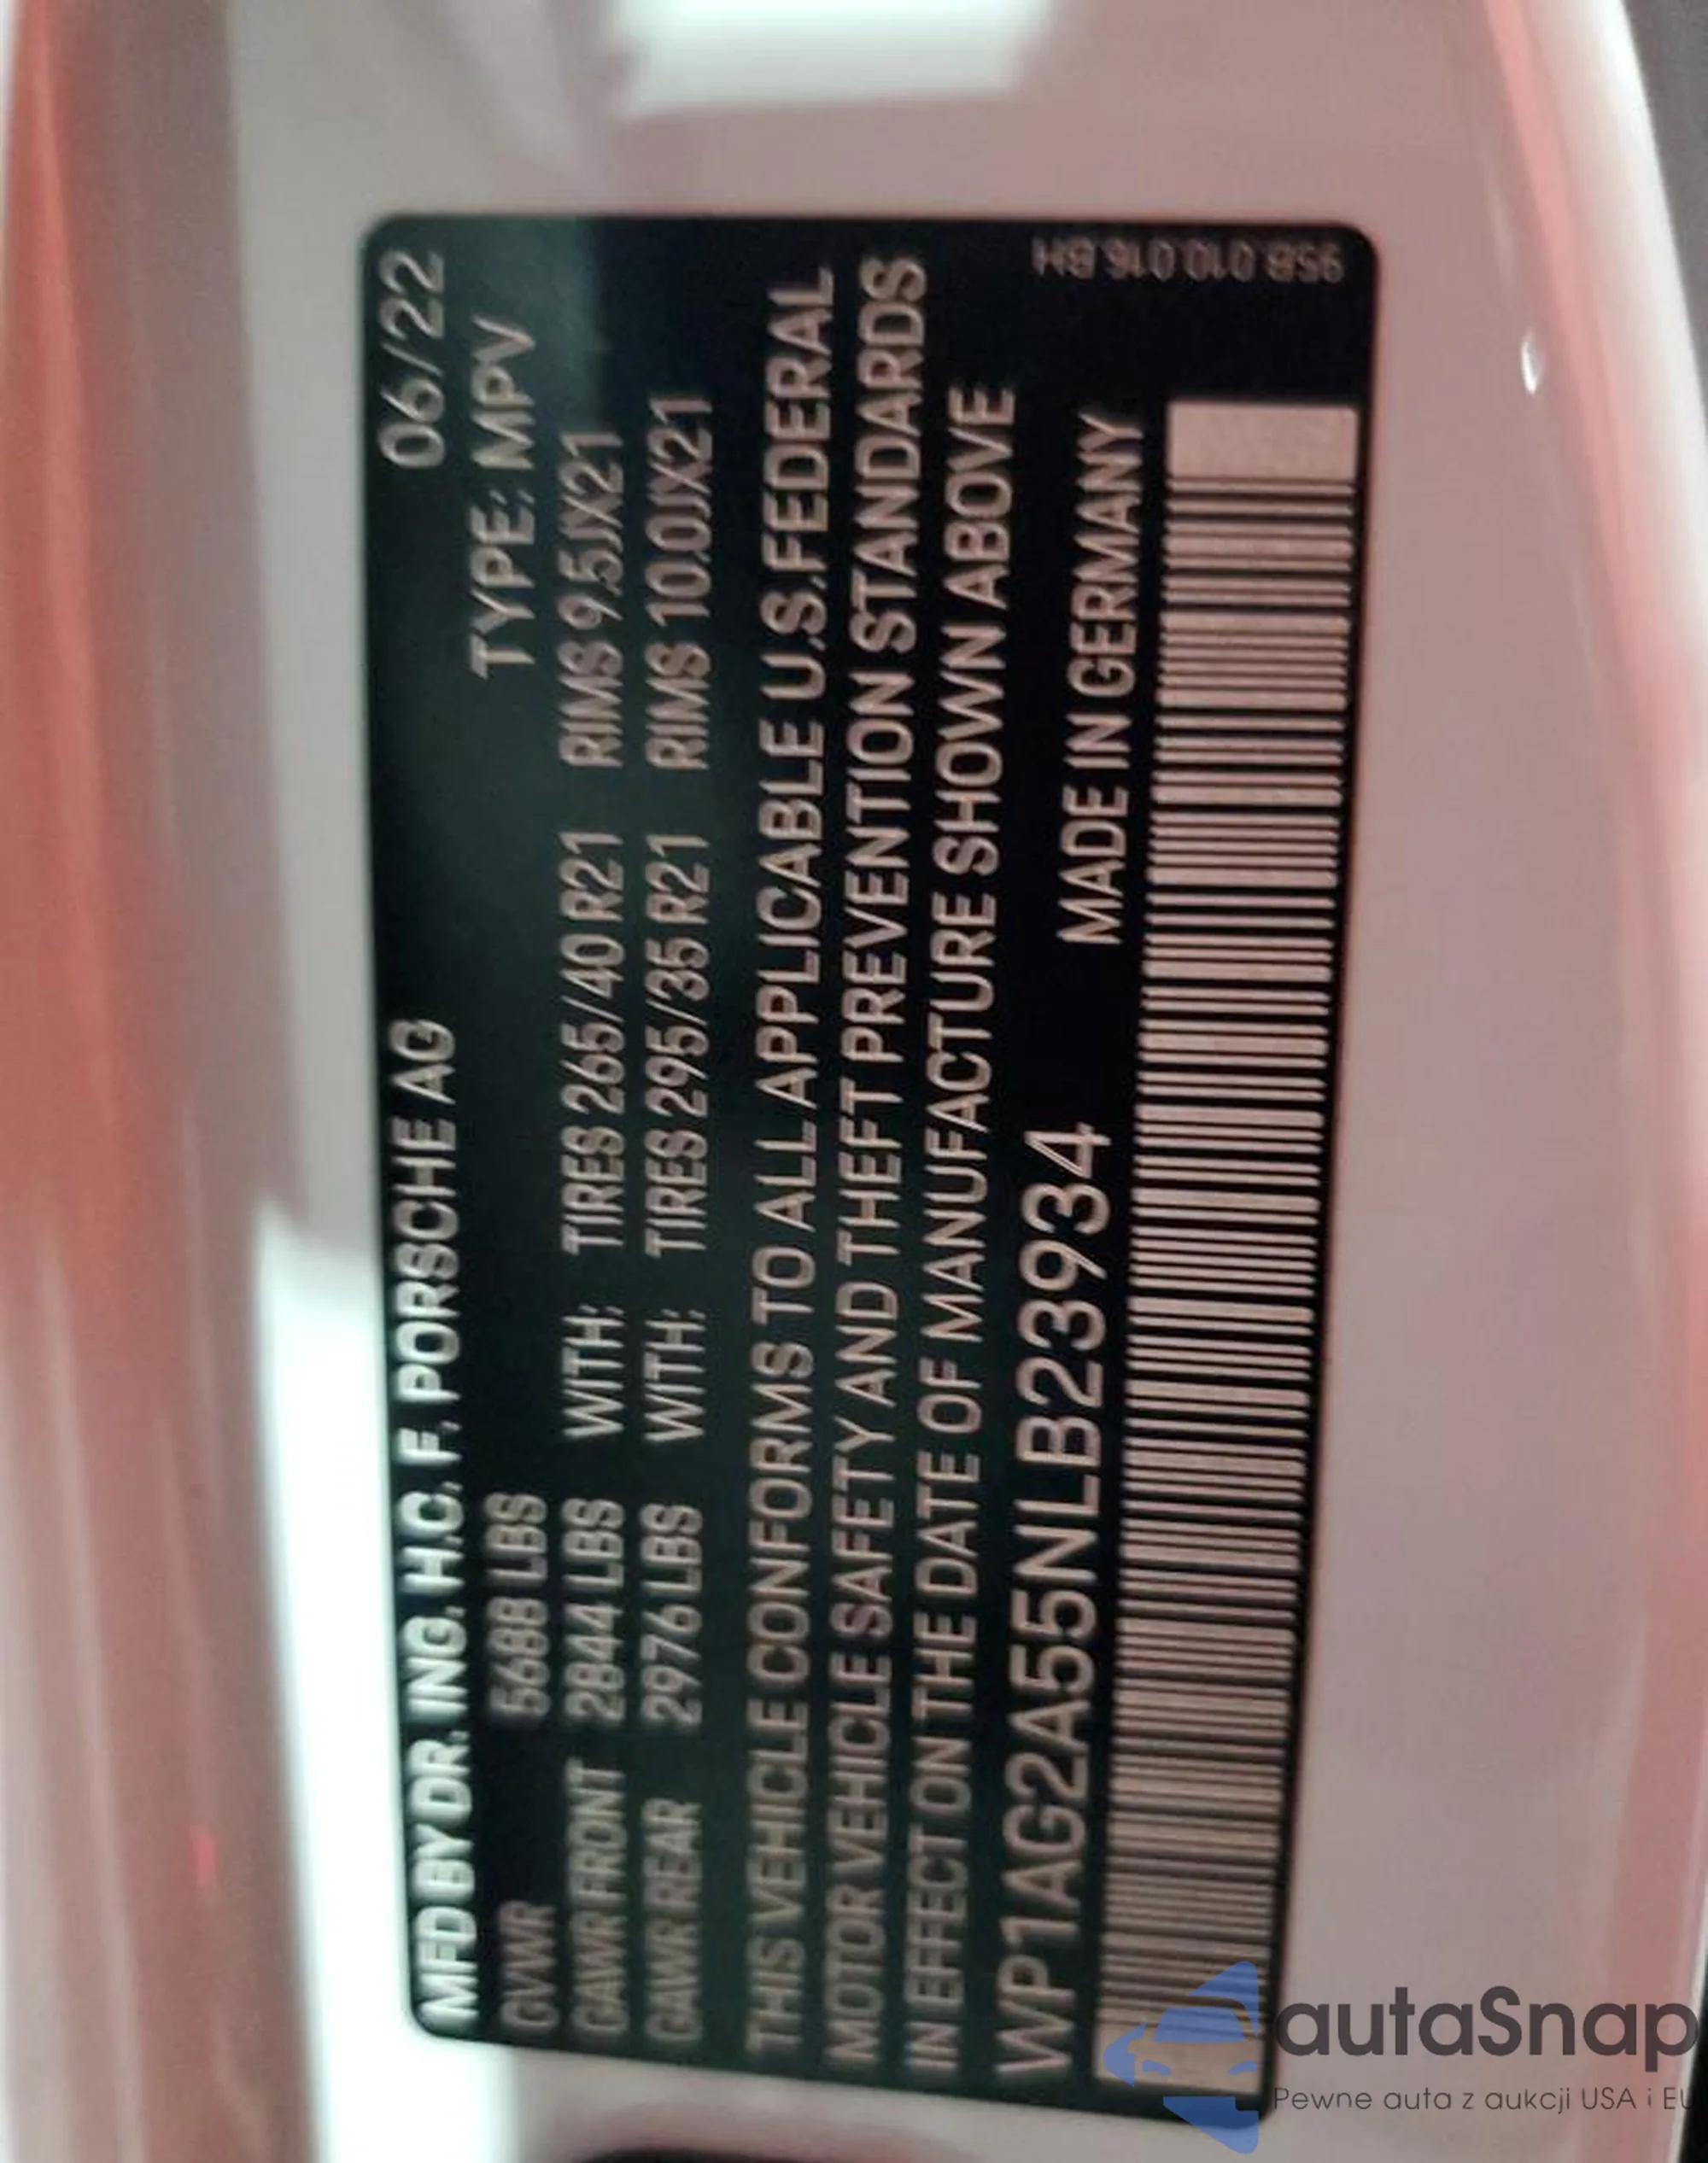 MFD BY DR. ING. H.C. F. PORSCHE AG 06/22
GVWR 5688 LBS TYPE: MPV
GAWR FRONT 2844 LBS WITH: TIRES 265/40 R21 RIMS 9.5JX21
GAWR REAR 2976 LBS WITH: TIRES 295/35 R21 RIMS 10.0JX21
THIS VEHICLE CONFORMS TO ALL APPLICABLE U.S.FEDERAL
MOTOR VEHICLE SAFETY AND THEFT PREVENTION STANDARDS
IN EFFECT ON THE DATE OF MANUFACTURE SHOWN ABOVE
WP1AG2A55NLB23934 MADE IN GERMANY
95B.010.016.BH
autaSnap
Pewne auta z aukcji USA i EU